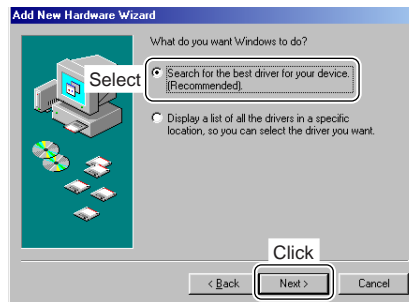 Add New Hardware Wizard
What do you want Windows to do?
Select
Search for the best driver for your device.
(Recommended).
Display a list of all the drivers in a specific
location, so you can select the driver you want.
Click
< Back
Next >
Cancel